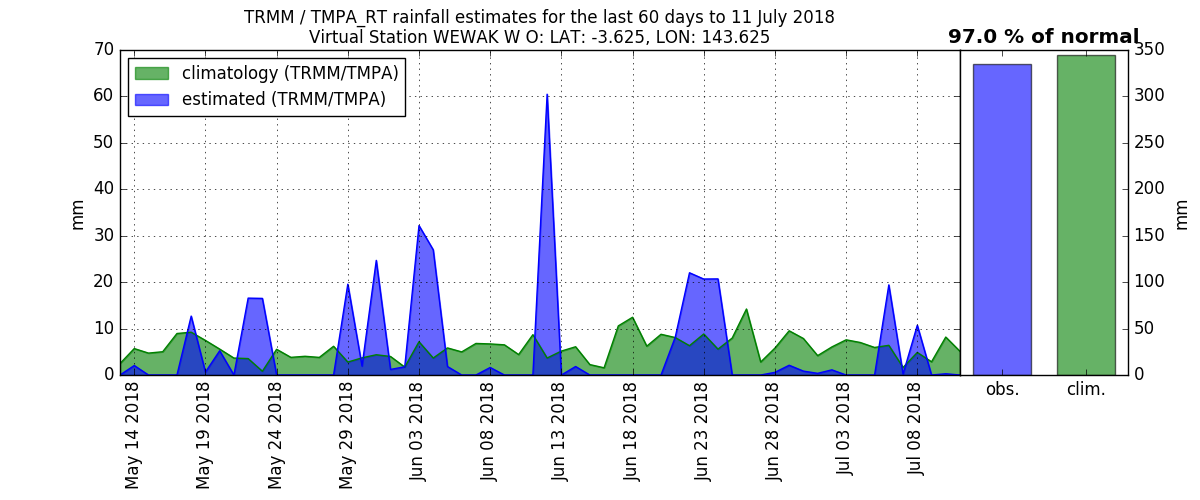 TRMM / TMPA_RT rainfall estimates for the last 60 days to 11 July 2018
Virtual Station WEWAK W O: LAT: -3.625, LON: 143.625
97.0 % of normal
climatology (TRMM/TMPA)
estimated (TRMM/TMPA)
mm
70
60
50
40
30
20
10
0
May 14 2018
May 19 2018
May 24 2018
May 29 2018
Jun 03 2018
Jun 08 2018
Jun 13 2018
Jun 18 2018
Jun 23 2018
Jun 28 2018
Jul 03 2018
Jul 08 2018
obs.
clim.
350
300
250
200
150
100
50
0
mm